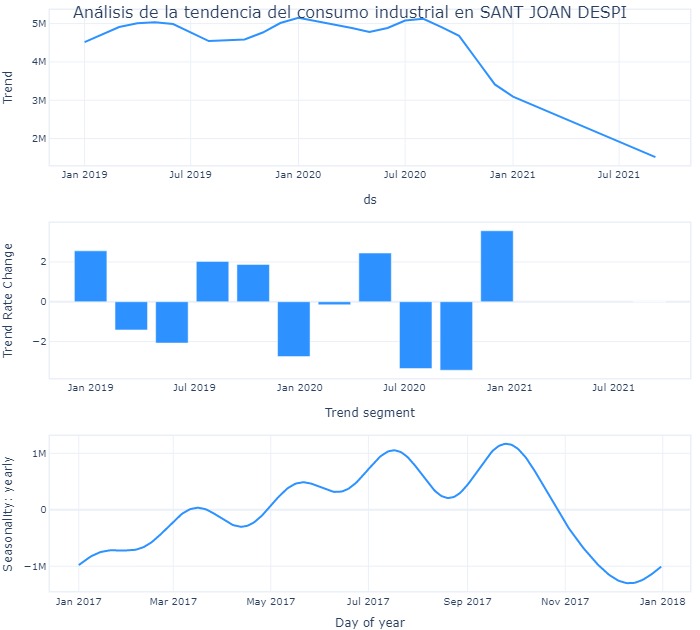 Análisis de la tendencia del consumo industrial en SANT JOAN DESPI
5M
4M
3M
2M
Trend
Jan 2019 Jul 2019 Jan 2020 Jul 2020 Jan 2021 Jul 2021
ds
2
0
−2
Trend Rate Change
Jan 2019 Jul 2019 Jan 2020 Jul 2020 Jan 2021 Jul 2021
Trend segment
1M
0
−1M
Seasonality: yearly
Jan 2017 Mar 2017 May 2017 Jul 2017 Sep 2017 Nov 2017 Jan 2018
Day of year